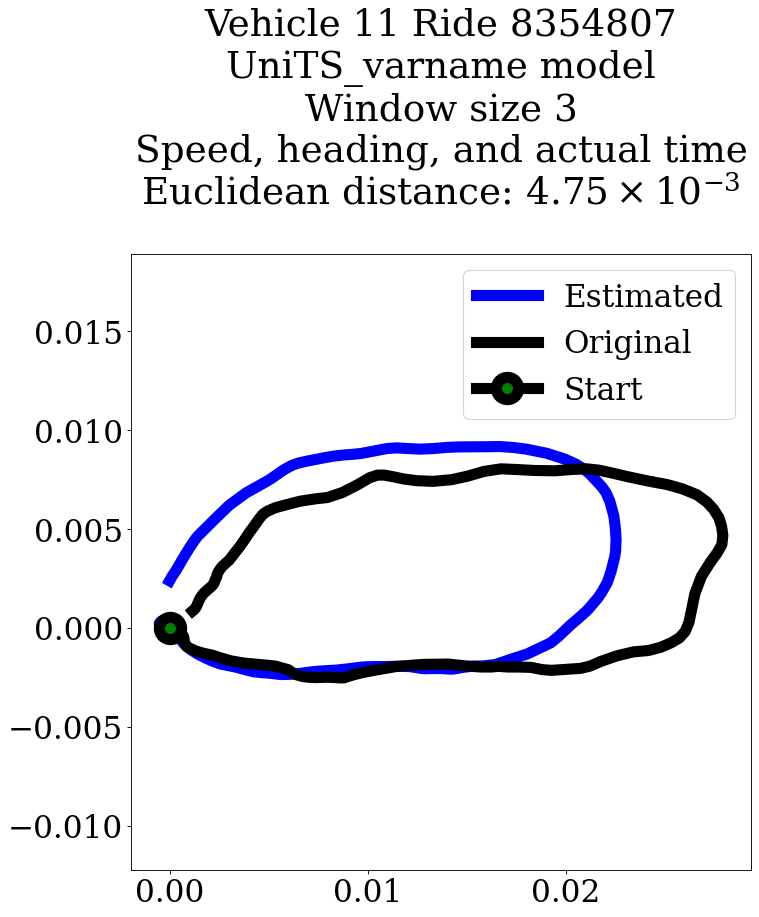 Vehicle 11 Ride 8354807
UniTS_varname model
Window size 3
Speed, heading, and actual time
Euclidean distance: 4.75 × 10⁻³
Estimated
Original
Start
0.015
0.010
0.005
0.000
−0.005
−0.010
0.00 0.01 0.02